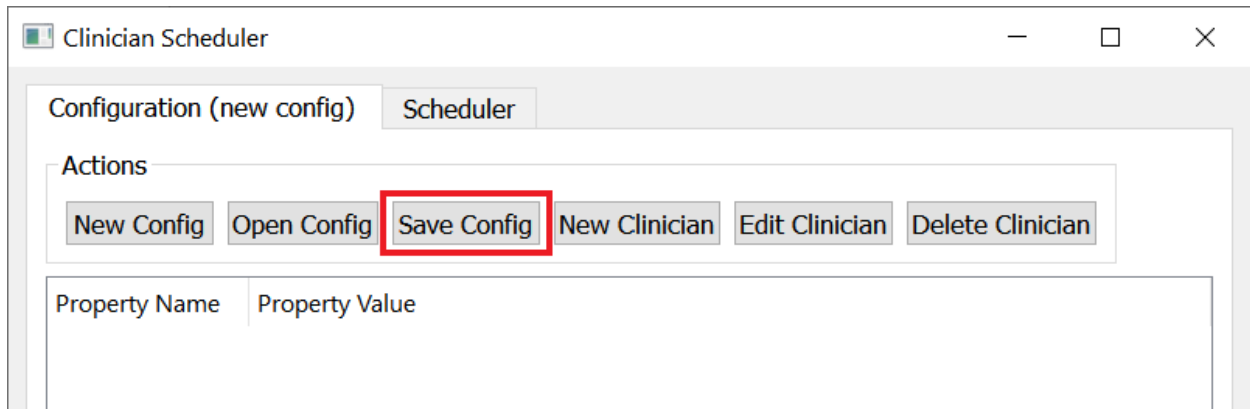 Clinician Scheduler
Configuration (new config) Scheduler
Actions
New Config Open Config Save Config New Clinician Edit Clinician Delete Clinician
Property Name Property Value